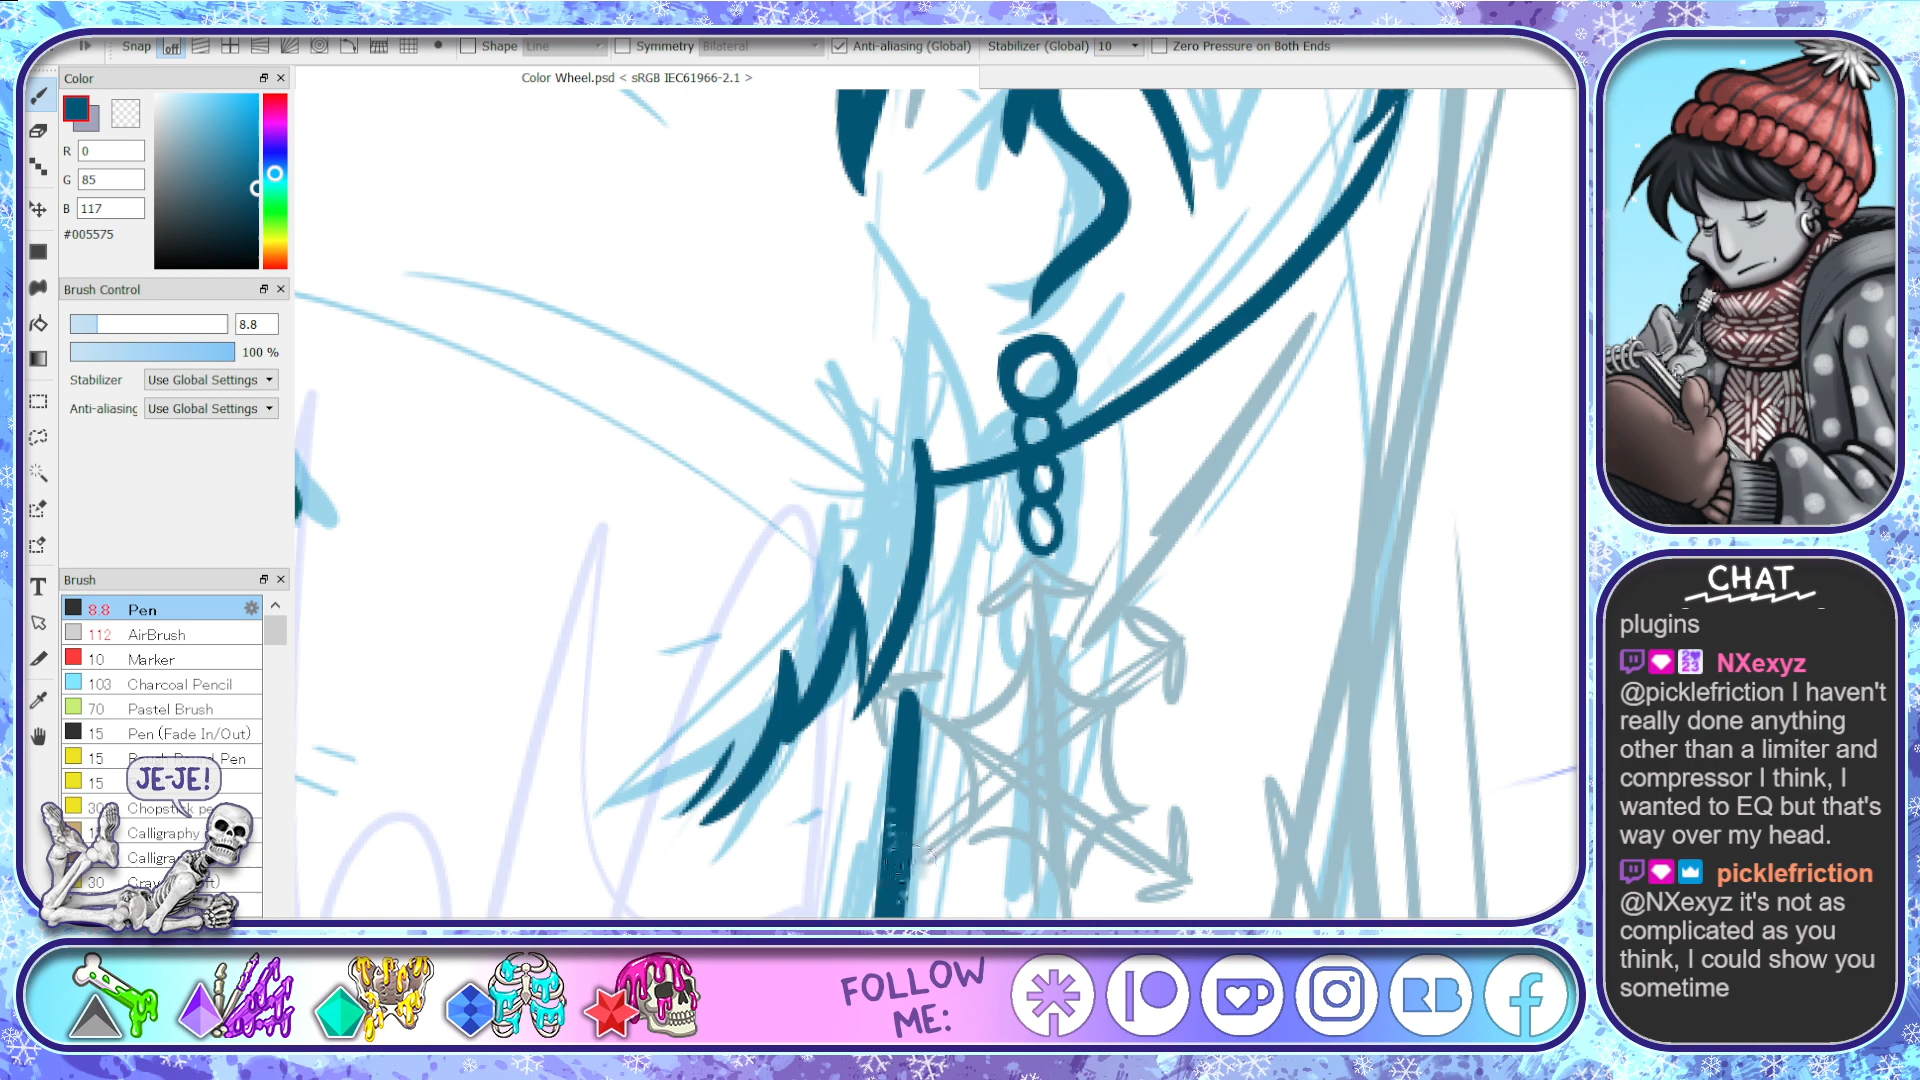 Snap off Shape Line Symmetry Bilateral Anti-aliasing (Global) Stabilizer (Global) 10 Zero Pressure on Both Ends
Color
Color Wheel.psd < sRGB IEC61966-2.1 >
R 0
G 85
B 117
#005575
Brush Control
8.8
100 %
Stabilizer Use Global Settings
Anti-aliasing Use Global Settings
Brush
8.8 Pen
112 AirBrush
10 Marker
103 Charcoal Pencil
70 Pastel Brush
15 Pen (Fade In/Out)
15 Pen
15
30 Chopstick pe
Calligraphy
Calligra
30
T
JE-JE!
CHAT
plugins
NXexyz
@picklefriction I haven't
really done anything
other than a limiter and
compressor I think, I
wanted to EQ but that's
way over my head.
picklefriction
@NXexyz it's not as
complicated as you
think, I could show you
sometime
FOLLOW
ME:
RB